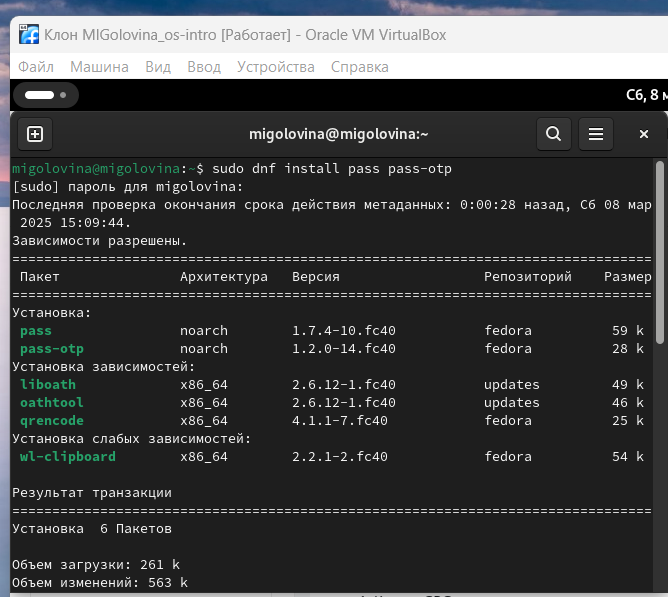 Клон MIGolovina_os-intro [Работает] - Oracle VM VirtualBox
Файл Машина Вид Ввод Устройства Справка
Сб, 8 м
migolovina@migolovina:~
migolovina@migolovina:~$ sudo dnf install pass pass-otp
[sudo] пароль для migolovina:
Последняя проверка окончания срока действия метаданных: 0:00:28 назад, Сб 08 мар
2025 15:09:44.
Зависимости разрешены.
================================================================================
Пакет Архитектура Версия Репозиторий Размер
================================================================================
Установка:
pass noarch 1.7.4-10.fc40 fedora 59 k
pass-otp noarch 1.2.0-14.fc40 fedora 28 k
Установка зависимостей:
liboath x86_64 2.6.12-1.fc40 updates 49 k
oathtool x86_64 2.6.12-1.fc40 updates 46 k
qrencode x86_64 4.1.1-7.fc40 fedora 25 k
Установка слабых зависимостей:
wl-clipboard x86_64 2.2.1-2.fc40 fedora 54 k
Результат транзакции
================================================================================
Установка 6 Пакетов
Объем загрузки: 261 k
Объем изменений: 563 k